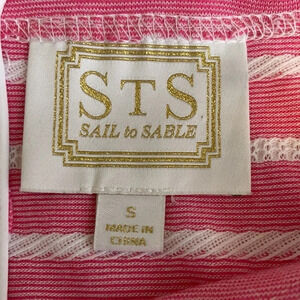 STS
SAIL to SABLE
S
MADE IN
CHINA